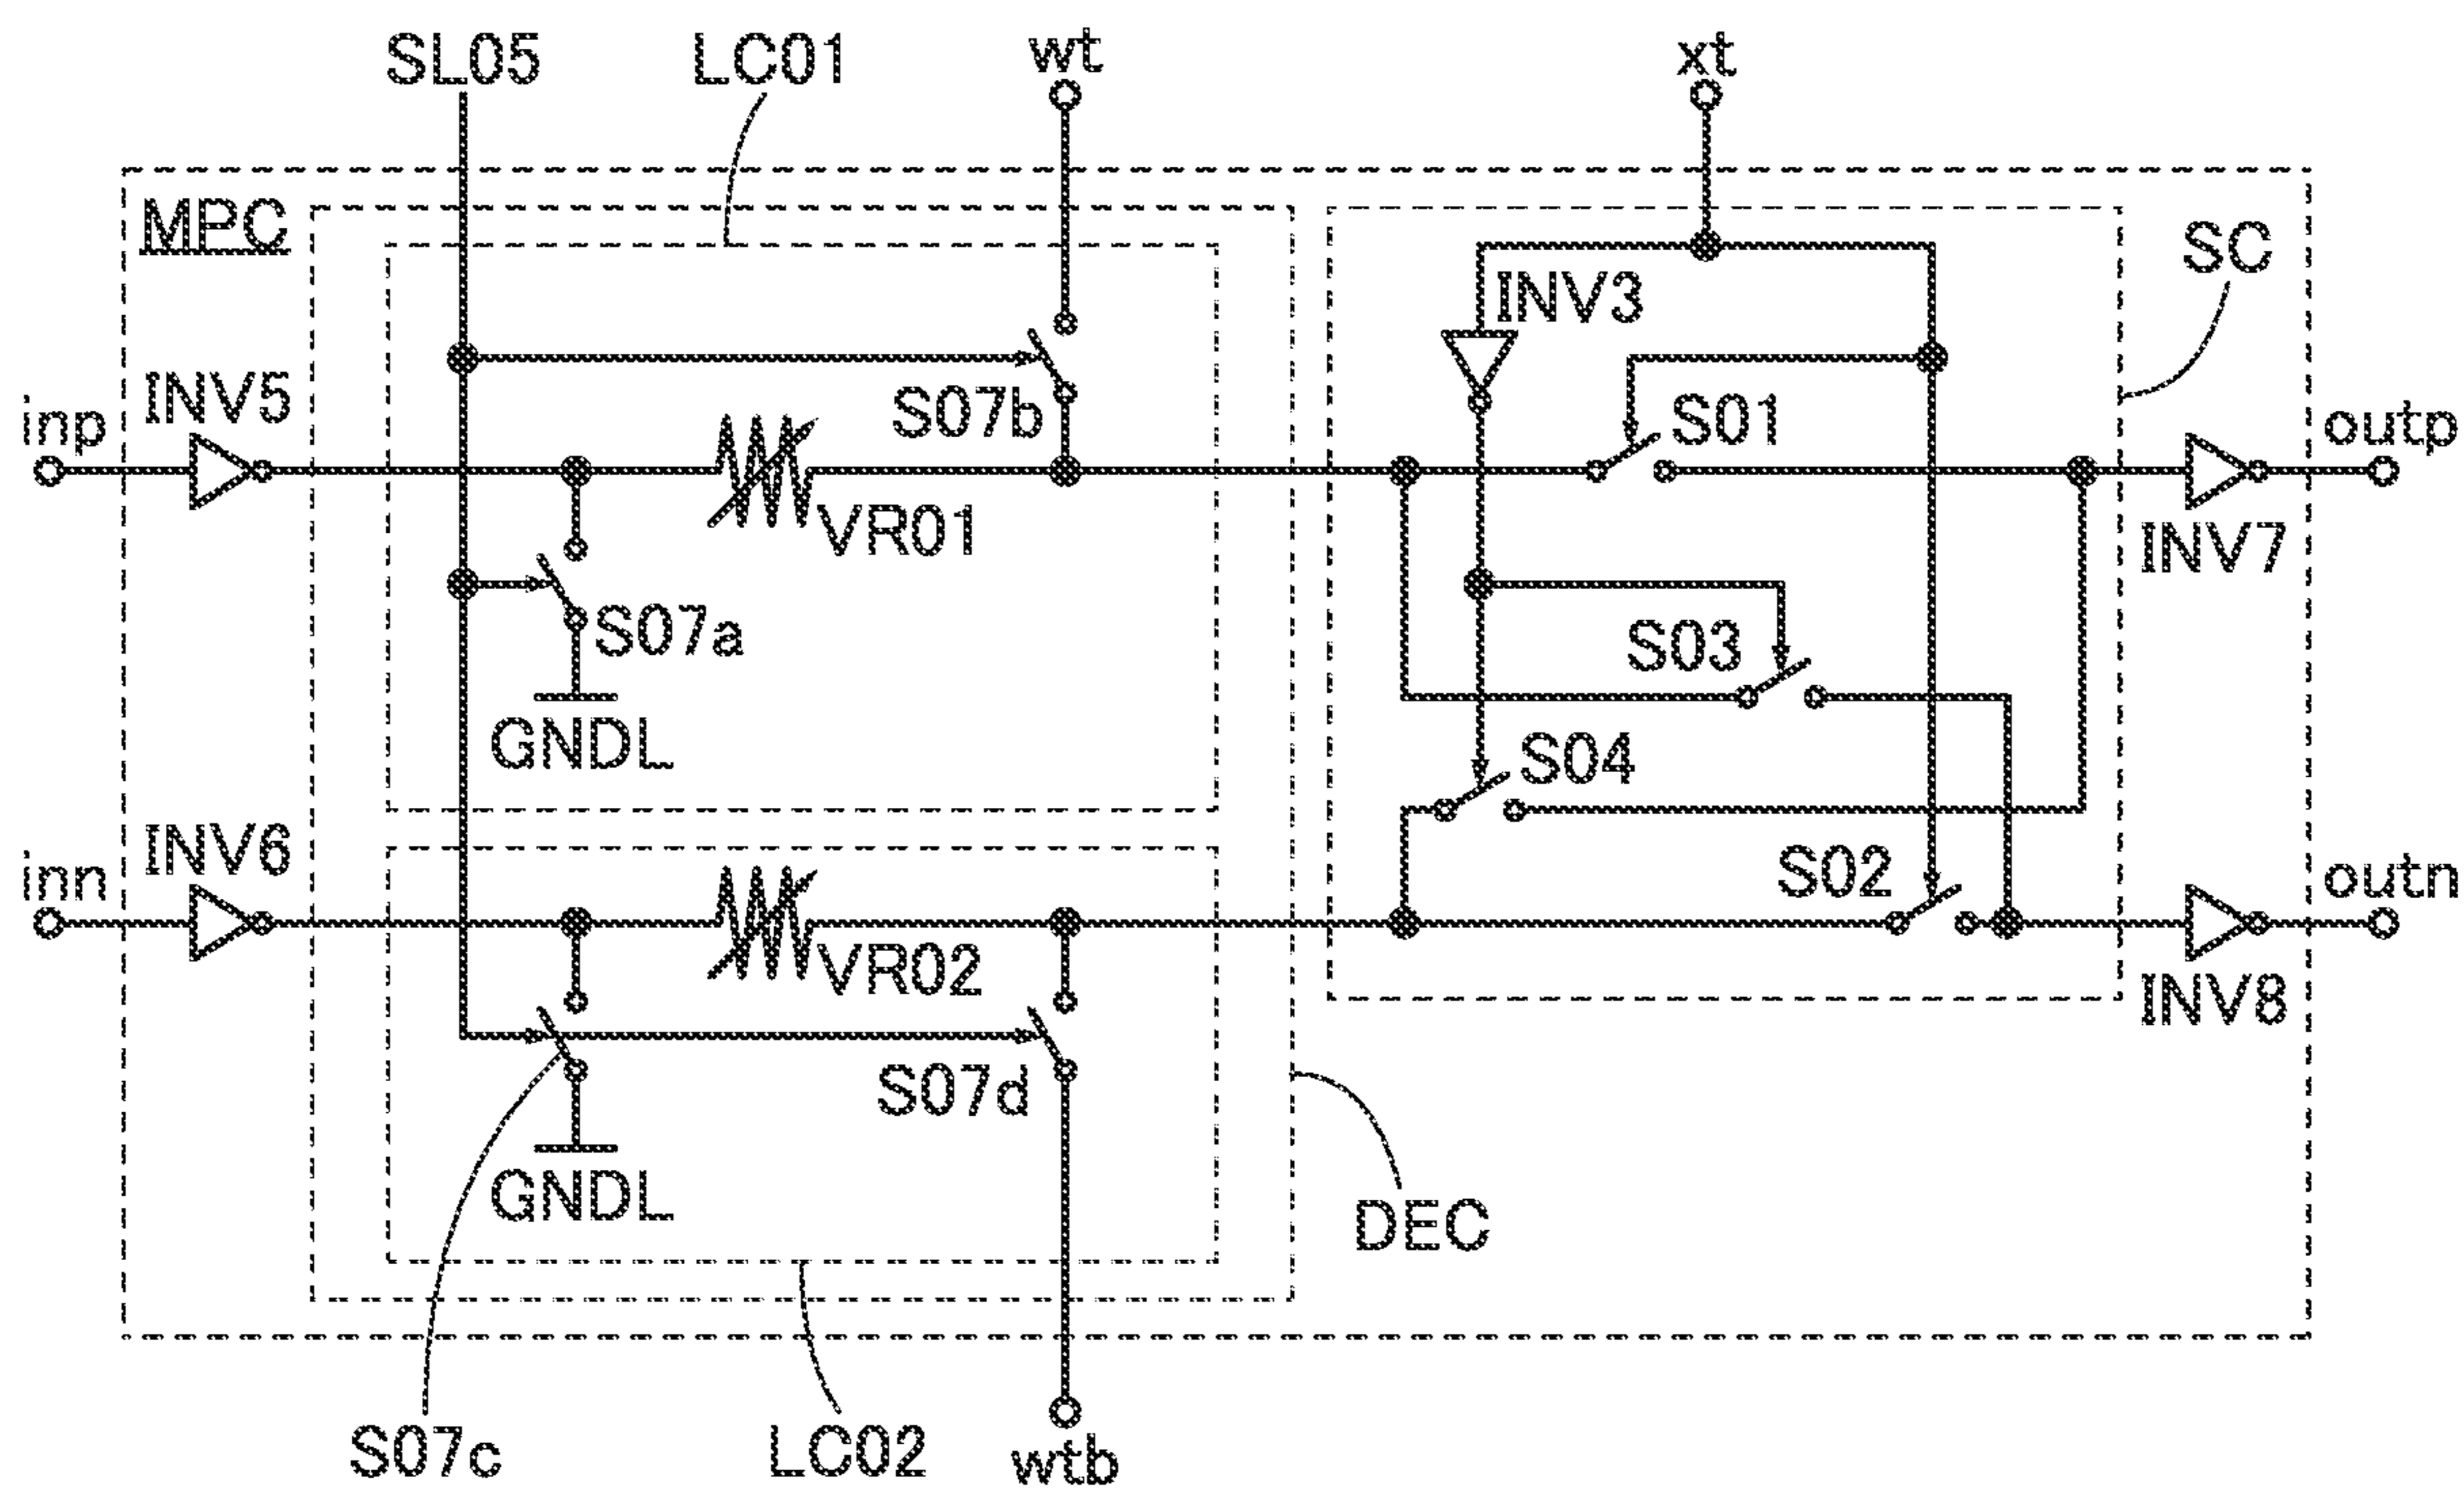 SL05
LC01
wt
xt
MPC
SC
INV3
INV5
inp
S07b
S01
outp
VR01
INV7
S07a
S03
GNDL
S04
INV6
inn
S02
outn
VR02
INV8
S07d
GNDL
DEC
S07c
LC02
wtb